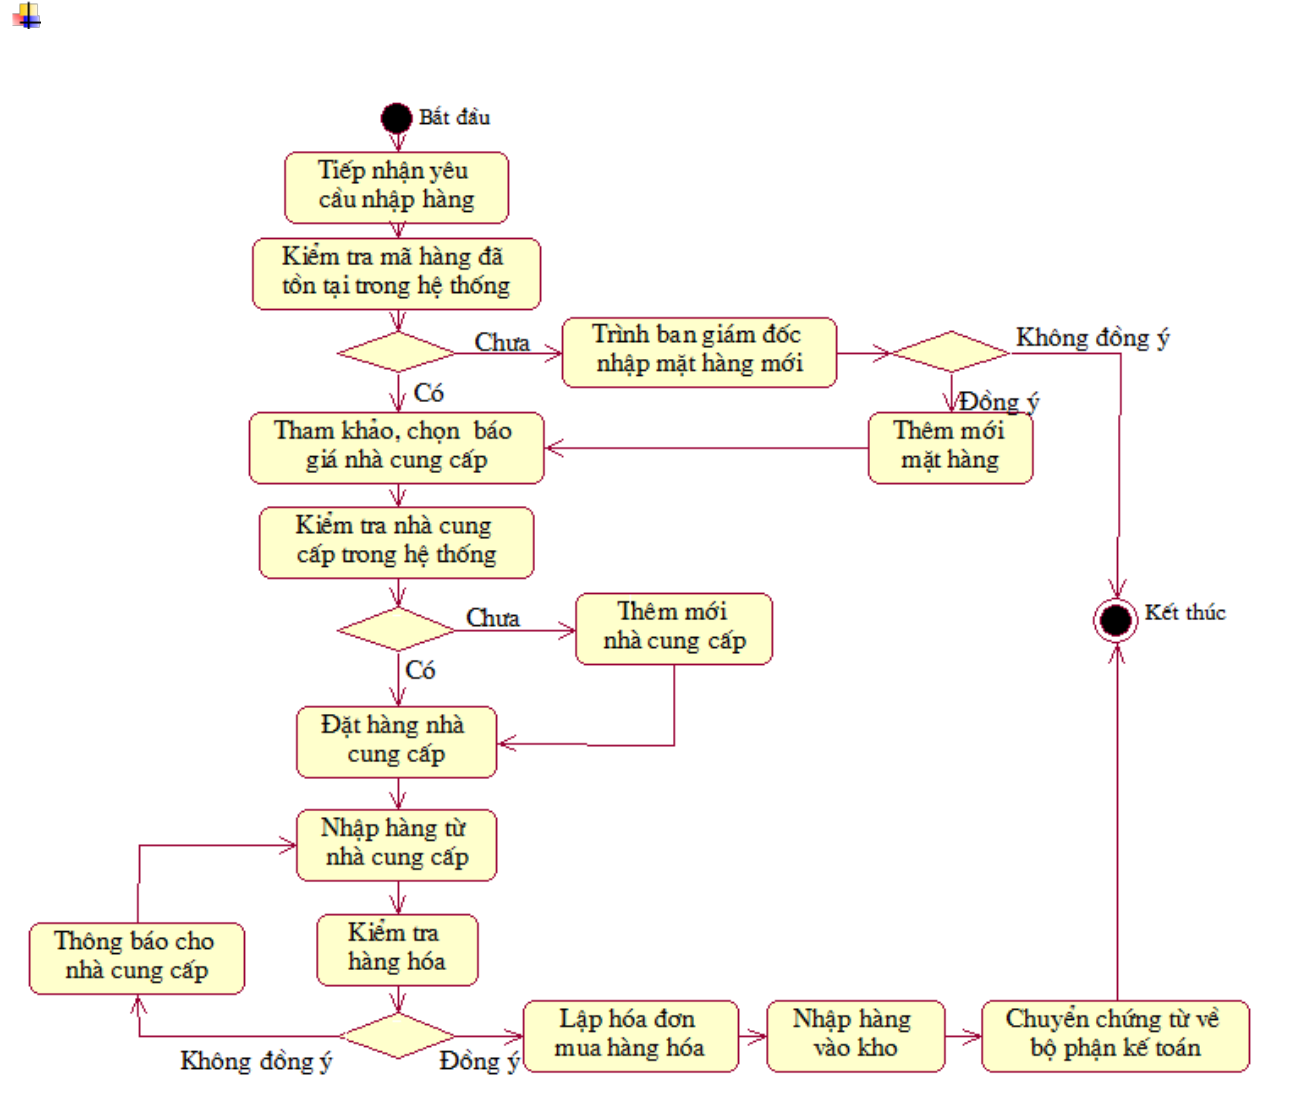 Bắt đầu
Tiếp nhận yêu
cầu nhập hàng
Kiểm tra mã hàng đã
tồn tại trong hệ thống
Chưa
Trình ban giám đốc
nhập mặt hàng mới
Không đồng ý
Có
Đồng ý
Tham khảo, chọn báo
giá nhà cung cấp
Thêm mới
mặt hàng
Kiểm tra nhà cung
cấp trong hệ thống
Chưa
Thêm mới
nhà cung cấp
Kết thúc
Có
Đặt hàng nhà
cung cấp
Nhập hàng từ
nhà cung cấp
Kiểm tra
hàng hóa
Thông báo cho
nhà cung cấp
Không đồng ý
Đồng ý
Lập hóa đơn
mua hàng hóa
Nhập hàng
vào kho
Chuyển chứng từ về
bộ phận kế toán